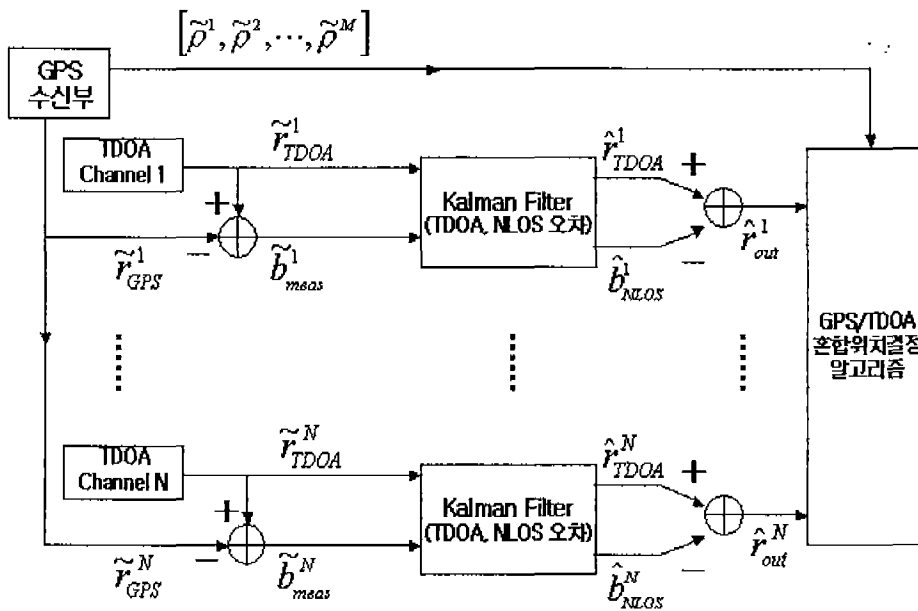 [ρ̃¹, ρ̃², ⋯, ρ̃ᴹ]
GPS
수신부
TDOA
Channel 1
r̃¹_TDOA
+
−
r̃¹_GPS
b̃¹_meas
Kalman Filter
(TDOA, NLOS 오차)
r̂¹_TDOA
+
−
b̂¹_NLOS
r̂¹_out
GPS/TDOA
혼합위치결정
알고리즘
TDOA
Channel N
r̃ᴺ_TDOA
+
−
r̃ᴺ_GPS
b̃ᴺ_meas
Kalman Filter
(TDOA, NLOS 오차)
r̂ᴺ_TDOA
+
−
b̂ᴺ_NLOS
r̂ᴺ_out